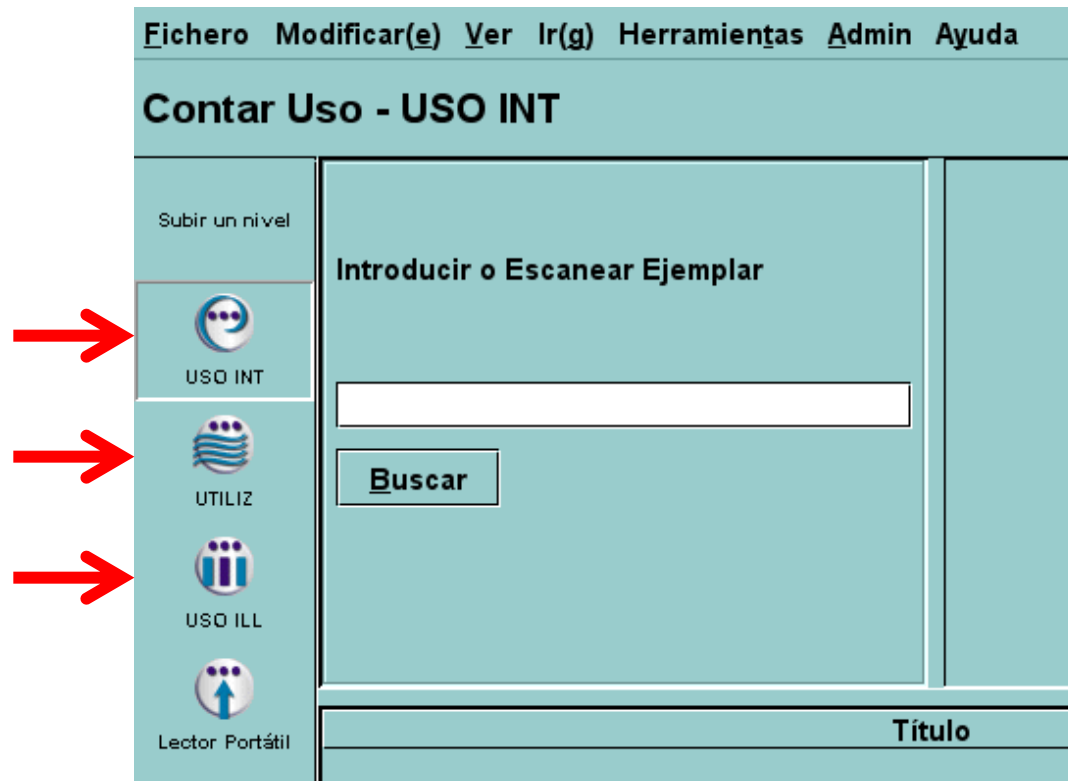 Fichero Modificar(e) Ver Ir(g) Herramientas Admin Ayuda
Contar Uso - USO INT
Subir un nivel
Introducir o Escanear Ejemplar
USO INT
Buscar
UTILIZ
USO ILL
Lector Portátil
Título